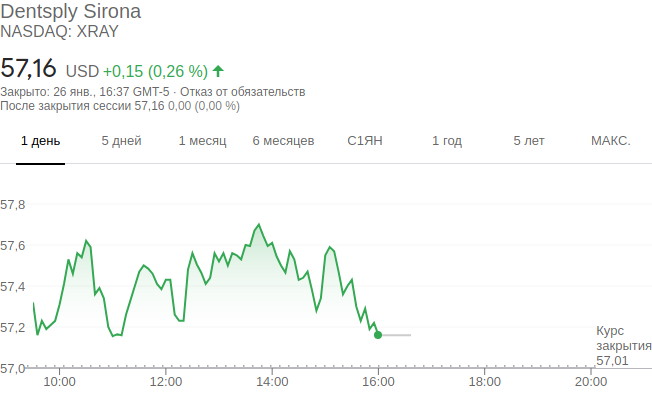 Dentsply Sirona
NASDAQ: XRAY
57,16 USD +0,15 (0,26 %)
Закрыто: 26 янв., 16:37 GMT-5 · Отказ от обязательств
После закрытия сессии 57,16 0,00 (0,00 %)
1 день 5 дней 1 месяц 6 месяцев С1ЯН 1 год 5 лет МАКС.
57,8
57,6
57,4
57,2
57,0
Курс
закрытия
57,01
10:00 12:00 14:00 16:00 18:00 20:00